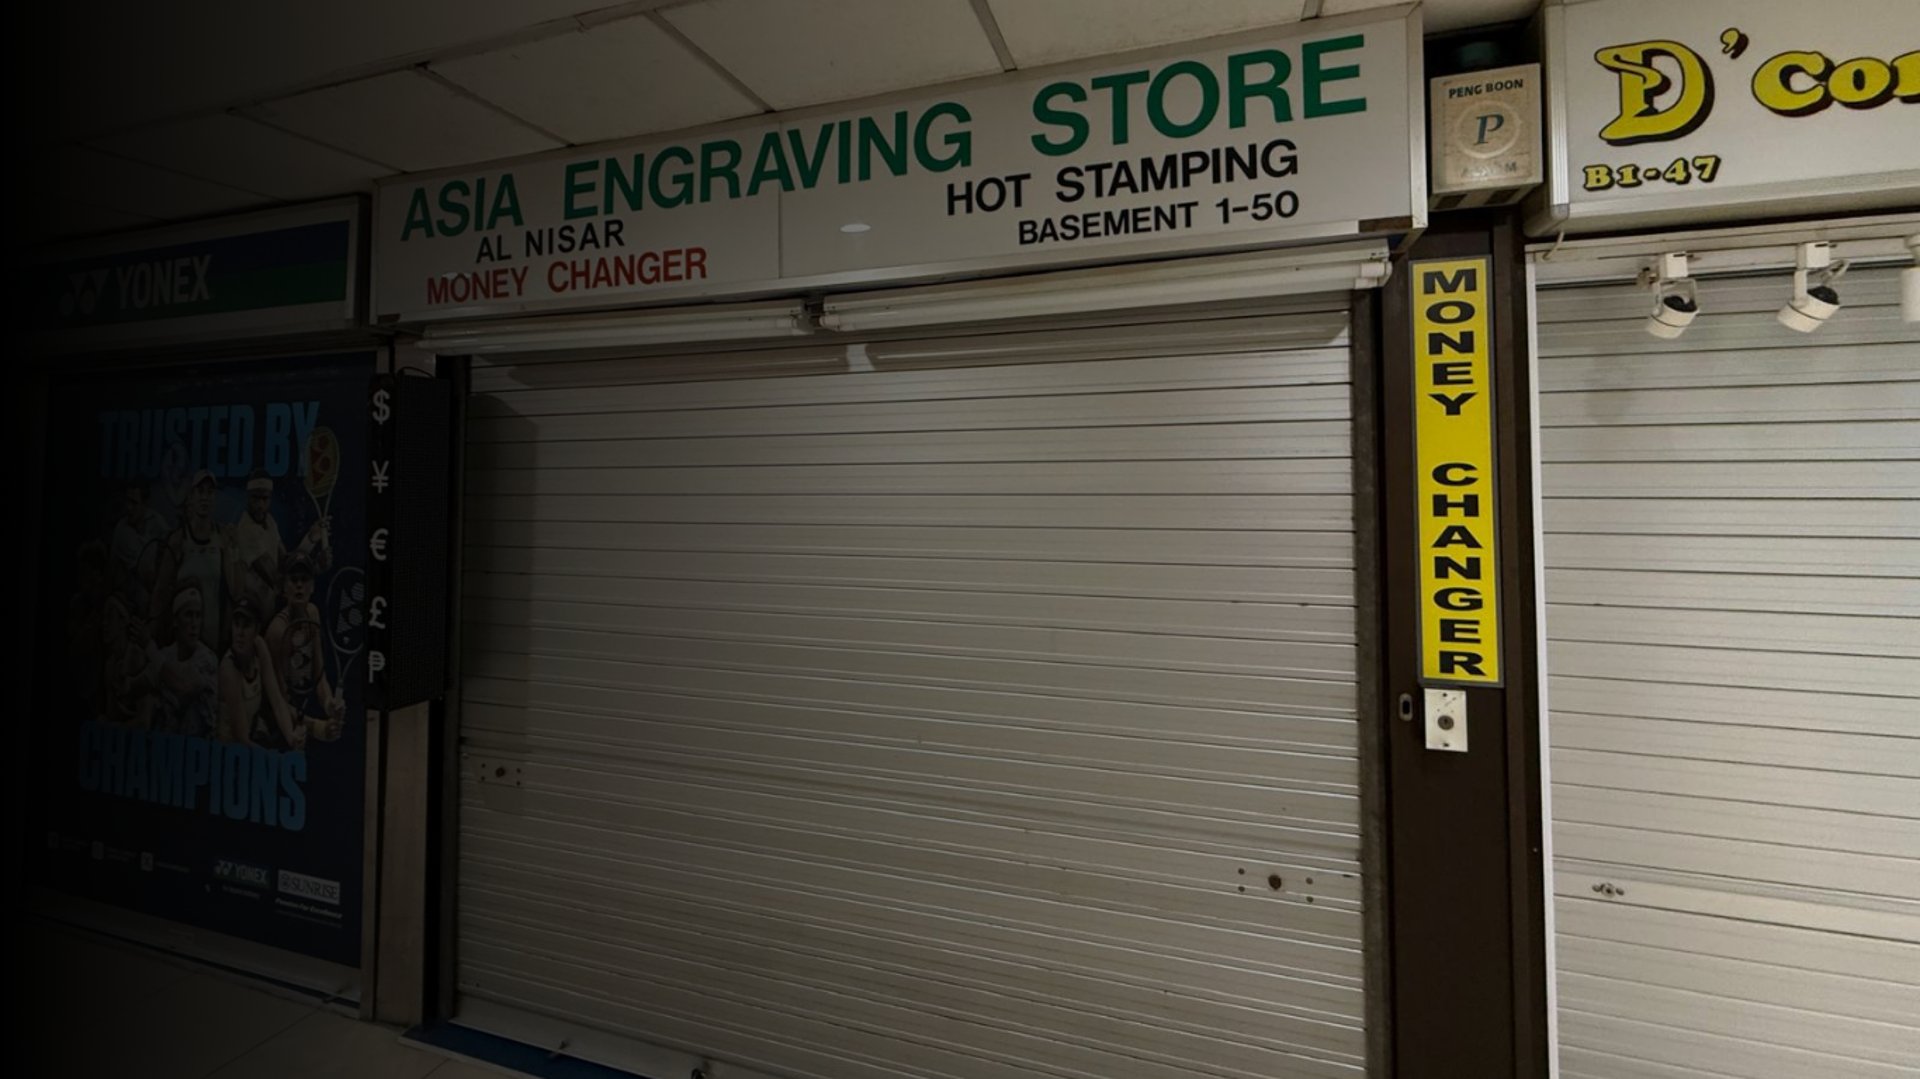 ASIA ENGRAVING STORE
AL NISAR
MONEY CHANGER
HOT STAMPING
BASEMENT 1-50
PENG BOON
P
D'
B1-47
YONEX
MONEY CHANGER
TRUSTED BY
CHAMPIONS
$
¥
€
£
₱
YONEX
SUNRISE